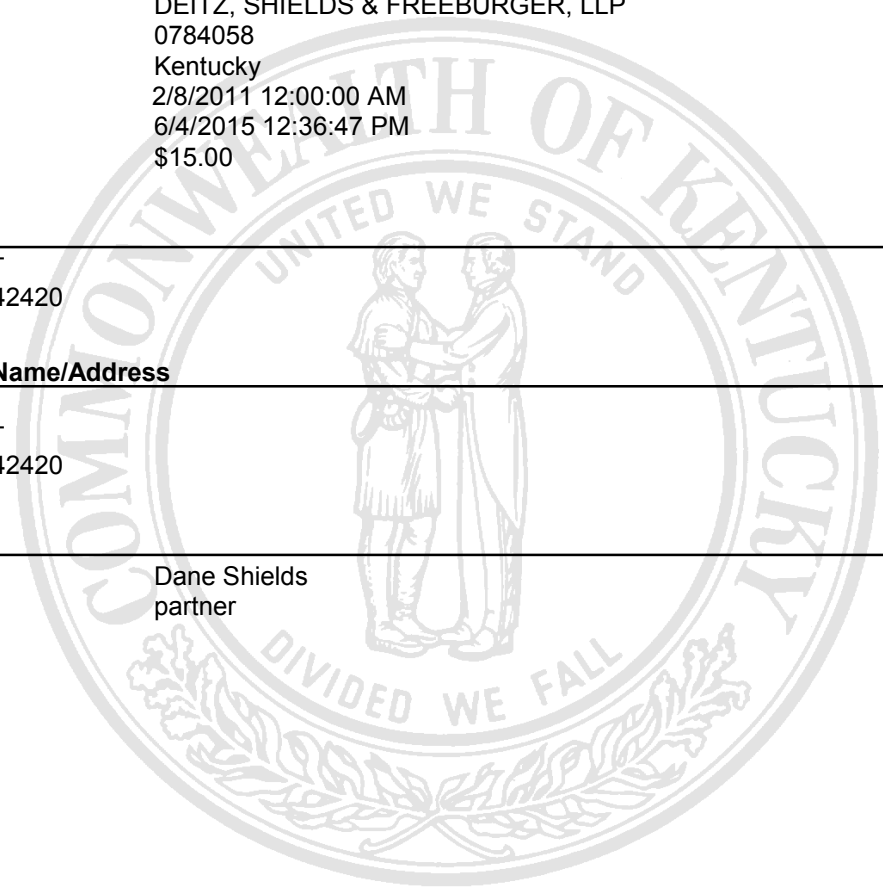 DEITZ, SHIELDS & FREEBURGER, LLP
0784058
Kentucky
2/8/2011 12:00:00 AM
6/4/2015 12:36:47 PM
$15.00
COMMONWEALTH OF KENTUCKY
UNITED WE STAND
42420
Name/Address
42420
Dane Shields
partner
DIVIDED WE FALL